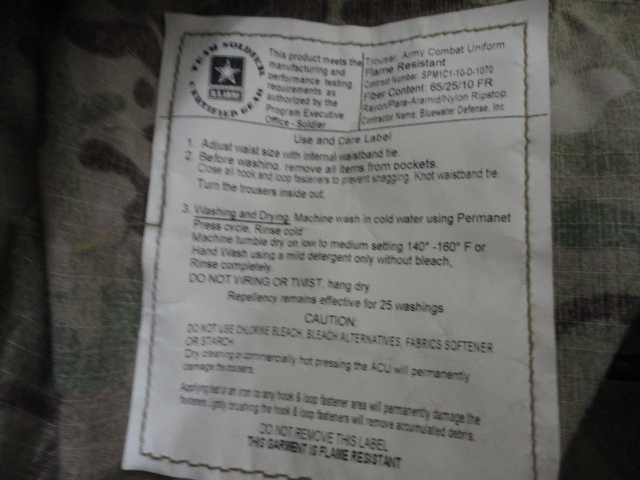 TEAM SOLDIER
CERTIFIED GEAR
This product meets the
manufacturing and
performance testing
requirements as
authorized by the
Program Executive
Office - Soldier
Trouser, Army Combat Uniform
Flame Resistant
Contract Number: SPM1C1-10-D-1070
Fiber Content: 65/25/10 FR
Rayon/Para-Aramid/Nylon Ripstop
Contractor Name: Bluewater Defense, Inc.
Use and Care Label
1. Adjust waist size with internal waistband tie.
2. Before washing, remove all items from pockets.
Close all hook and loop fasteners to prevent snagging. Knot waistband tie.
Turn the trousers inside out.
3. Washing and Drying. Machine wash in cold water using Permanet
Press cycle. Rinse cold
Machine tumble dry on low to medium setting 140° -160° F or
Hand Wash using a mild detergent only without bleach,
Rinse completely.
DO NOT WRING OR TWIST, hang dry
Repellency remains effective for 25 washings
CAUTION:
DO NOT USE CHLORINE BLEACH, BLEACH ALTERNATIVES, FABRICS SOFTENER
OR STARCH
Dry cleaning or commercially hot pressing the ACU will permanently
damage the trousers
Applying heat of an iron to any hook & loop fastener area will permanently damage the
fasteners. Lightly brushing the hook & loop fasteners will remove accumulated debris.
DO NOT REMOVE THIS LABEL
THIS GARMENT IS FLAME RESISTANT